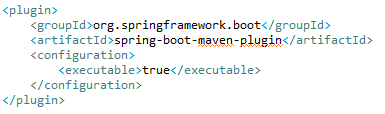 <plugin>
<groupId>org.springframework.boot</groupId>
<artifactId>spring-boot-maven-plugin</artifactId>
<configuration>
<executable>true</executable>
</configuration>
</plugin>